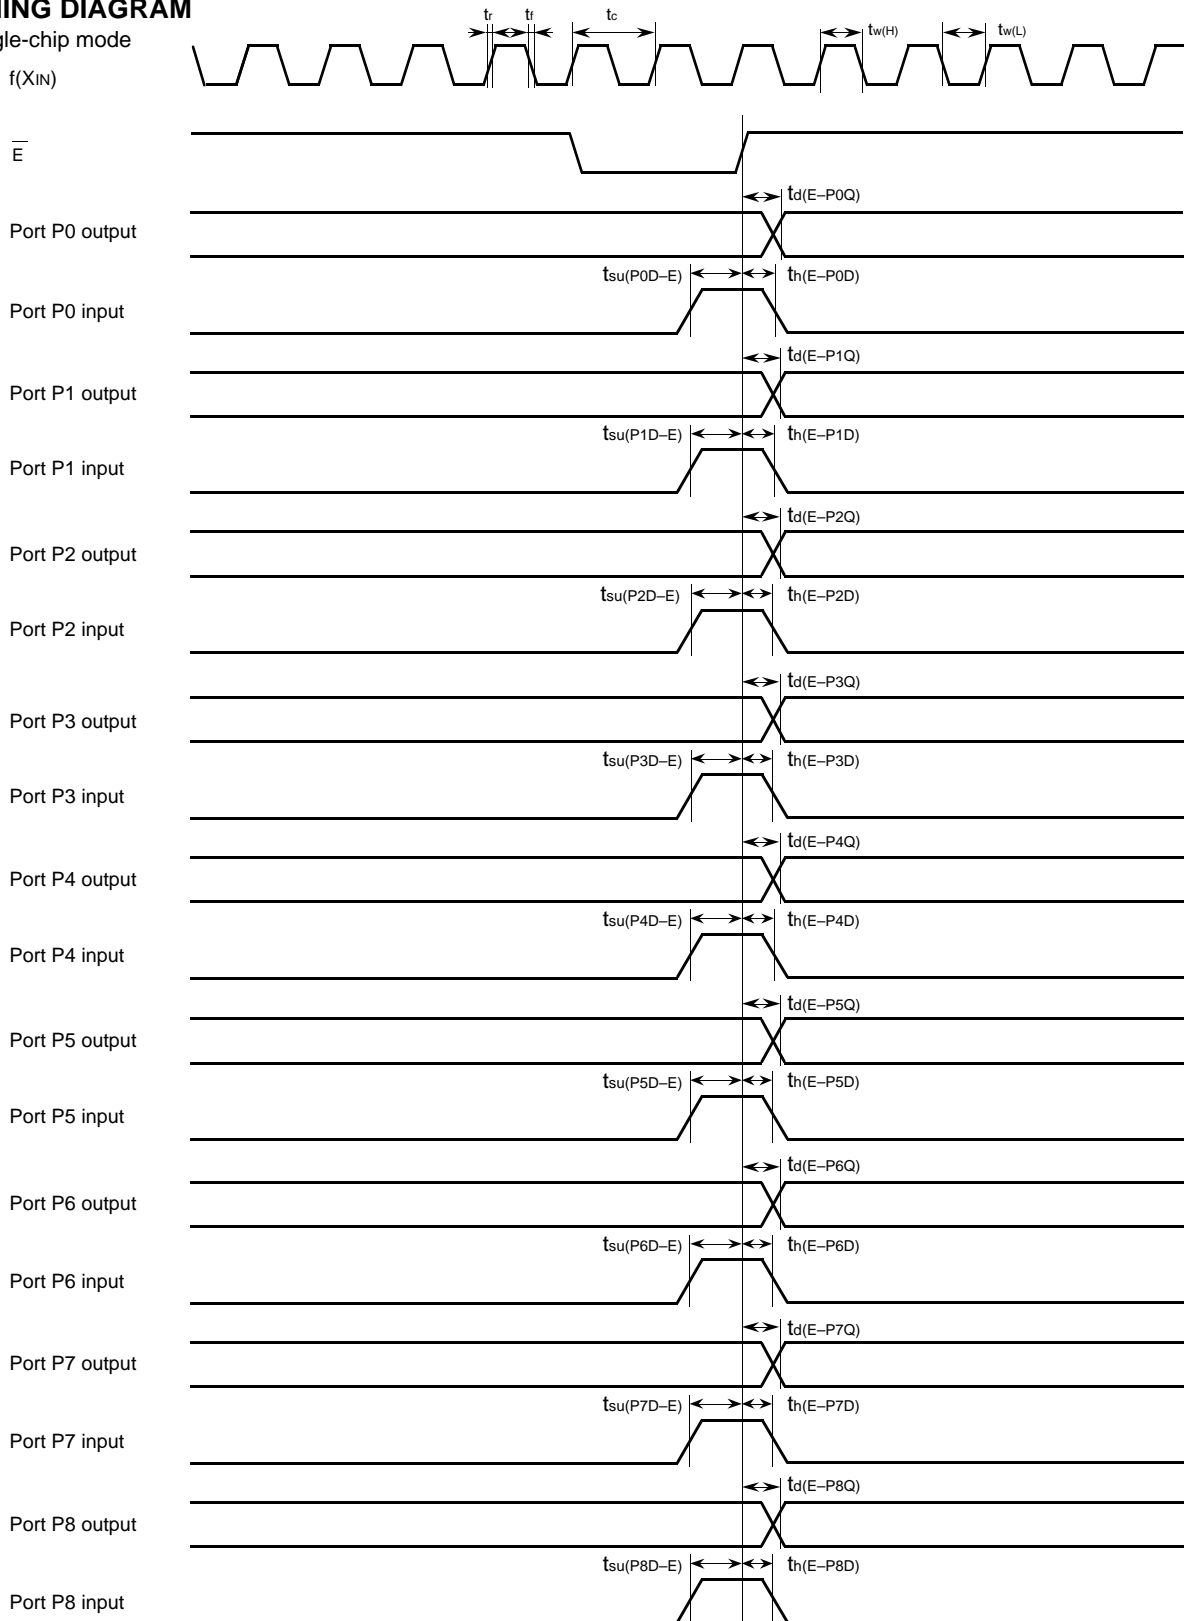 NING DIAGRAM
gle-chip mode
tr tf tc tw(H) tw(L)
f(XIN)
E
td(E–P0Q)
Port P0 output
tsu(P0D–E) th(E–P0D)
Port P0 input
td(E–P1Q)
Port P1 output
tsu(P1D–E) th(E–P1D)
Port P1 input
td(E–P2Q)
Port P2 output
tsu(P2D–E) th(E–P2D)
Port P2 input
td(E–P3Q)
Port P3 output
tsu(P3D–E) th(E–P3D)
Port P3 input
td(E–P4Q)
Port P4 output
tsu(P4D–E) th(E–P4D)
Port P4 input
td(E–P5Q)
Port P5 output
tsu(P5D–E) th(E–P5D)
Port P5 input
td(E–P6Q)
Port P6 output
tsu(P6D–E) th(E–P6D)
Port P6 input
td(E–P7Q)
Port P7 output
tsu(P7D–E) th(E–P7D)
Port P7 input
td(E–P8Q)
Port P8 output
tsu(P8D–E) th(E–P8D)
Port P8 input